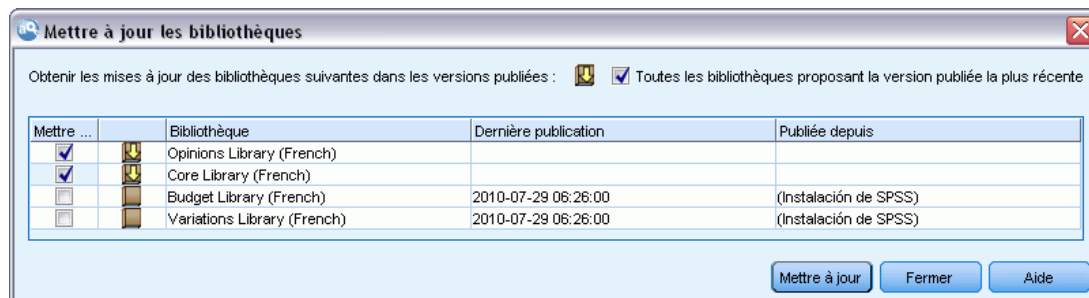 Mettre à jour les bibliothèques
Obtenir les mises à jour des bibliothèques suivantes dans les versions publiées : Toutes les bibliothèques proposant la version publiée la plus récente
Mettre ... Bibliothèque Dernière publication Publiée depuis
Opinions Library (French)
Core Library (French)
Budget Library (French) 2010-07-29 06:26:00 (Instalación de SPSS)
Variations Library (French) 2010-07-29 06:26:00 (Instalación de SPSS)
Mettre à jour Fermer Aide